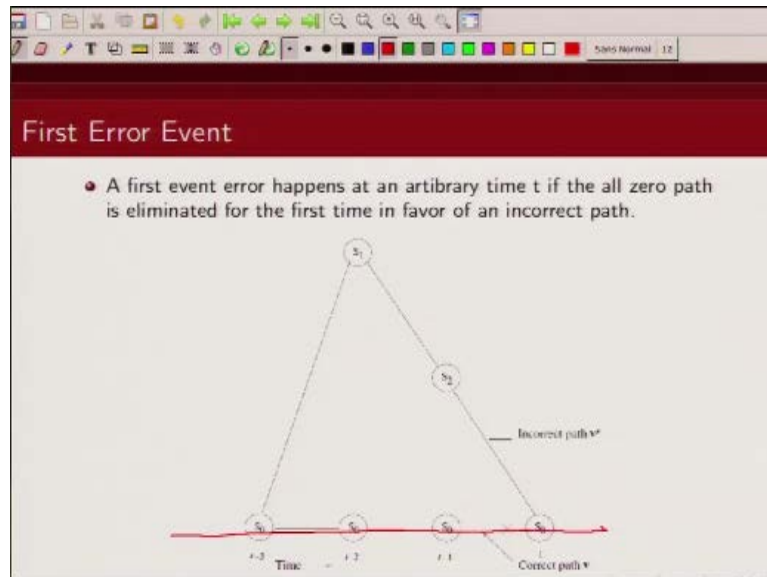 T
Sans Normal 12
First Error Event
A first event error happens at an artibrary time t if the all zero path
is eliminated for the first time in favor of an incorrect path.
S1
S2
Incorrect path v'
S0 S0 S0 S0
t-3 t-2 t-1 t
Time
Correct path v